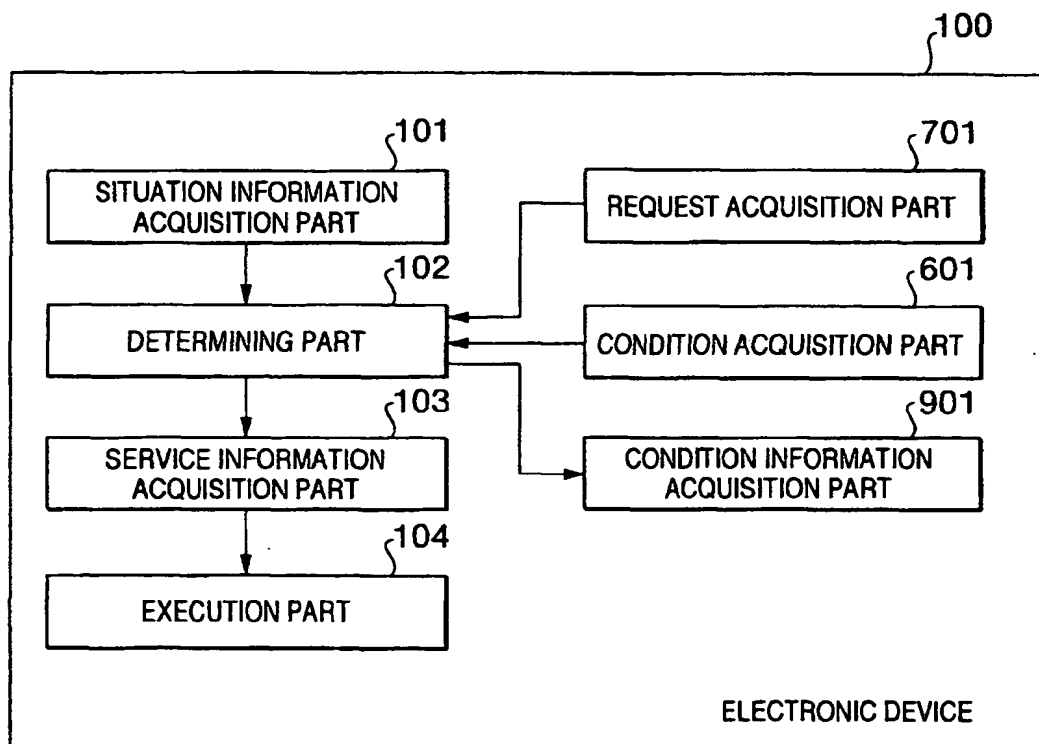 100
101
SITUATION INFORMATION
ACQUISITION PART
701
REQUEST ACQUISITION PART
102
DETERMINING PART
601
CONDITION ACQUISITION PART
103
SERVICE INFORMATION
ACQUISITION PART
901
CONDITION INFORMATION
ACQUISITION PART
104
EXECUTION PART
ELECTRONIC DEVICE